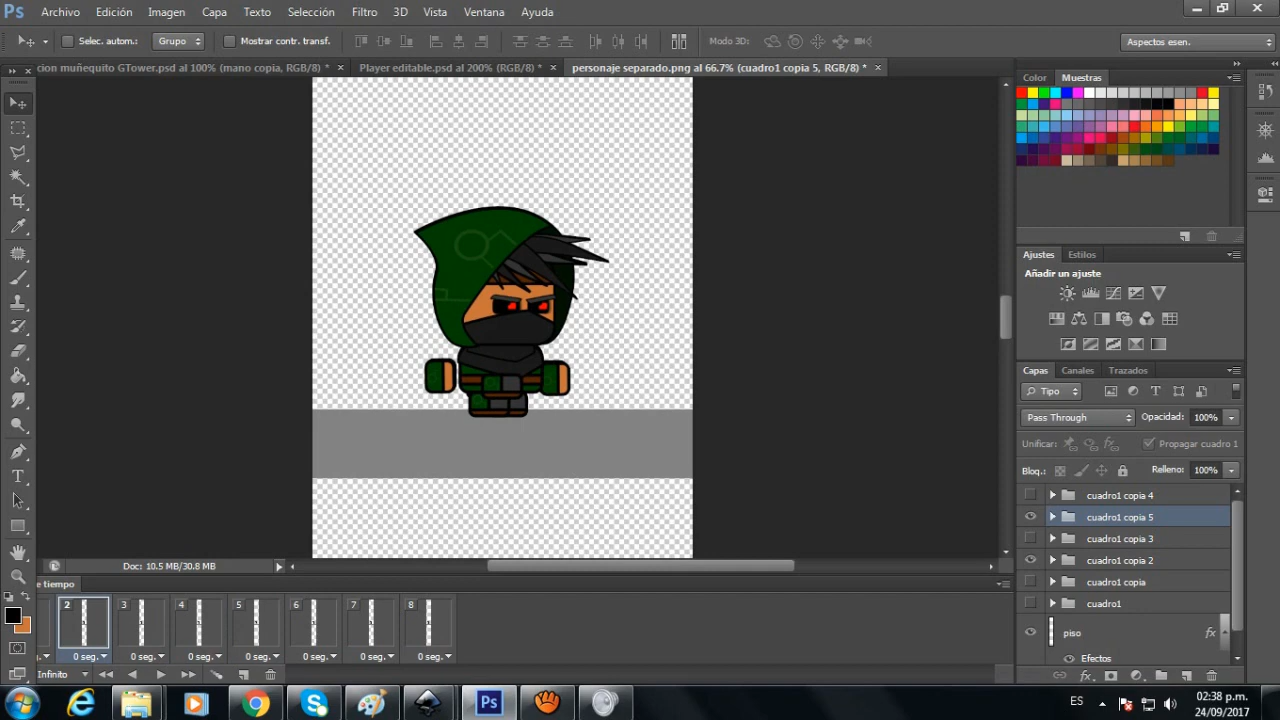 Ps Archivo Edición Imagen Capa Texto Selección Filtro 3D Vista Ventana Ayuda
Selec. autom.: Grupo Mostrar contr. transf. Modo 3D: Aspectos esen.
cion muñequito GTower.psd al 100% (mano copia, RGB/8) * × Player editable.psd al 200% (RGB/8) * × personaje separado.png al 66.7% (cuadro1 copia 5, RGB/8) * ×
Color Muestras
Ajustes Estilos
Añadir un ajuste
Capas Canales Trazados
Tipo
Pass Through Opacidad: 100%
Unificar: Propagar cuadro 1
Bloq.: Relleno: 100%
cuadro1 copia 4
cuadro1 copia 5
cuadro1 copia 3
cuadro1 copia 2
cuadro1 copia
cuadro1
piso fx
Efectos
Doc: 10.5 MB/30.8 MB
e tiempo
2 3 4 5 6 7 8
0 seg. 0 seg. 0 seg. 0 seg. 0 seg. 0 seg. 0 seg.
Infinito
Ps ES 02:38 p.m.
24/09/2017